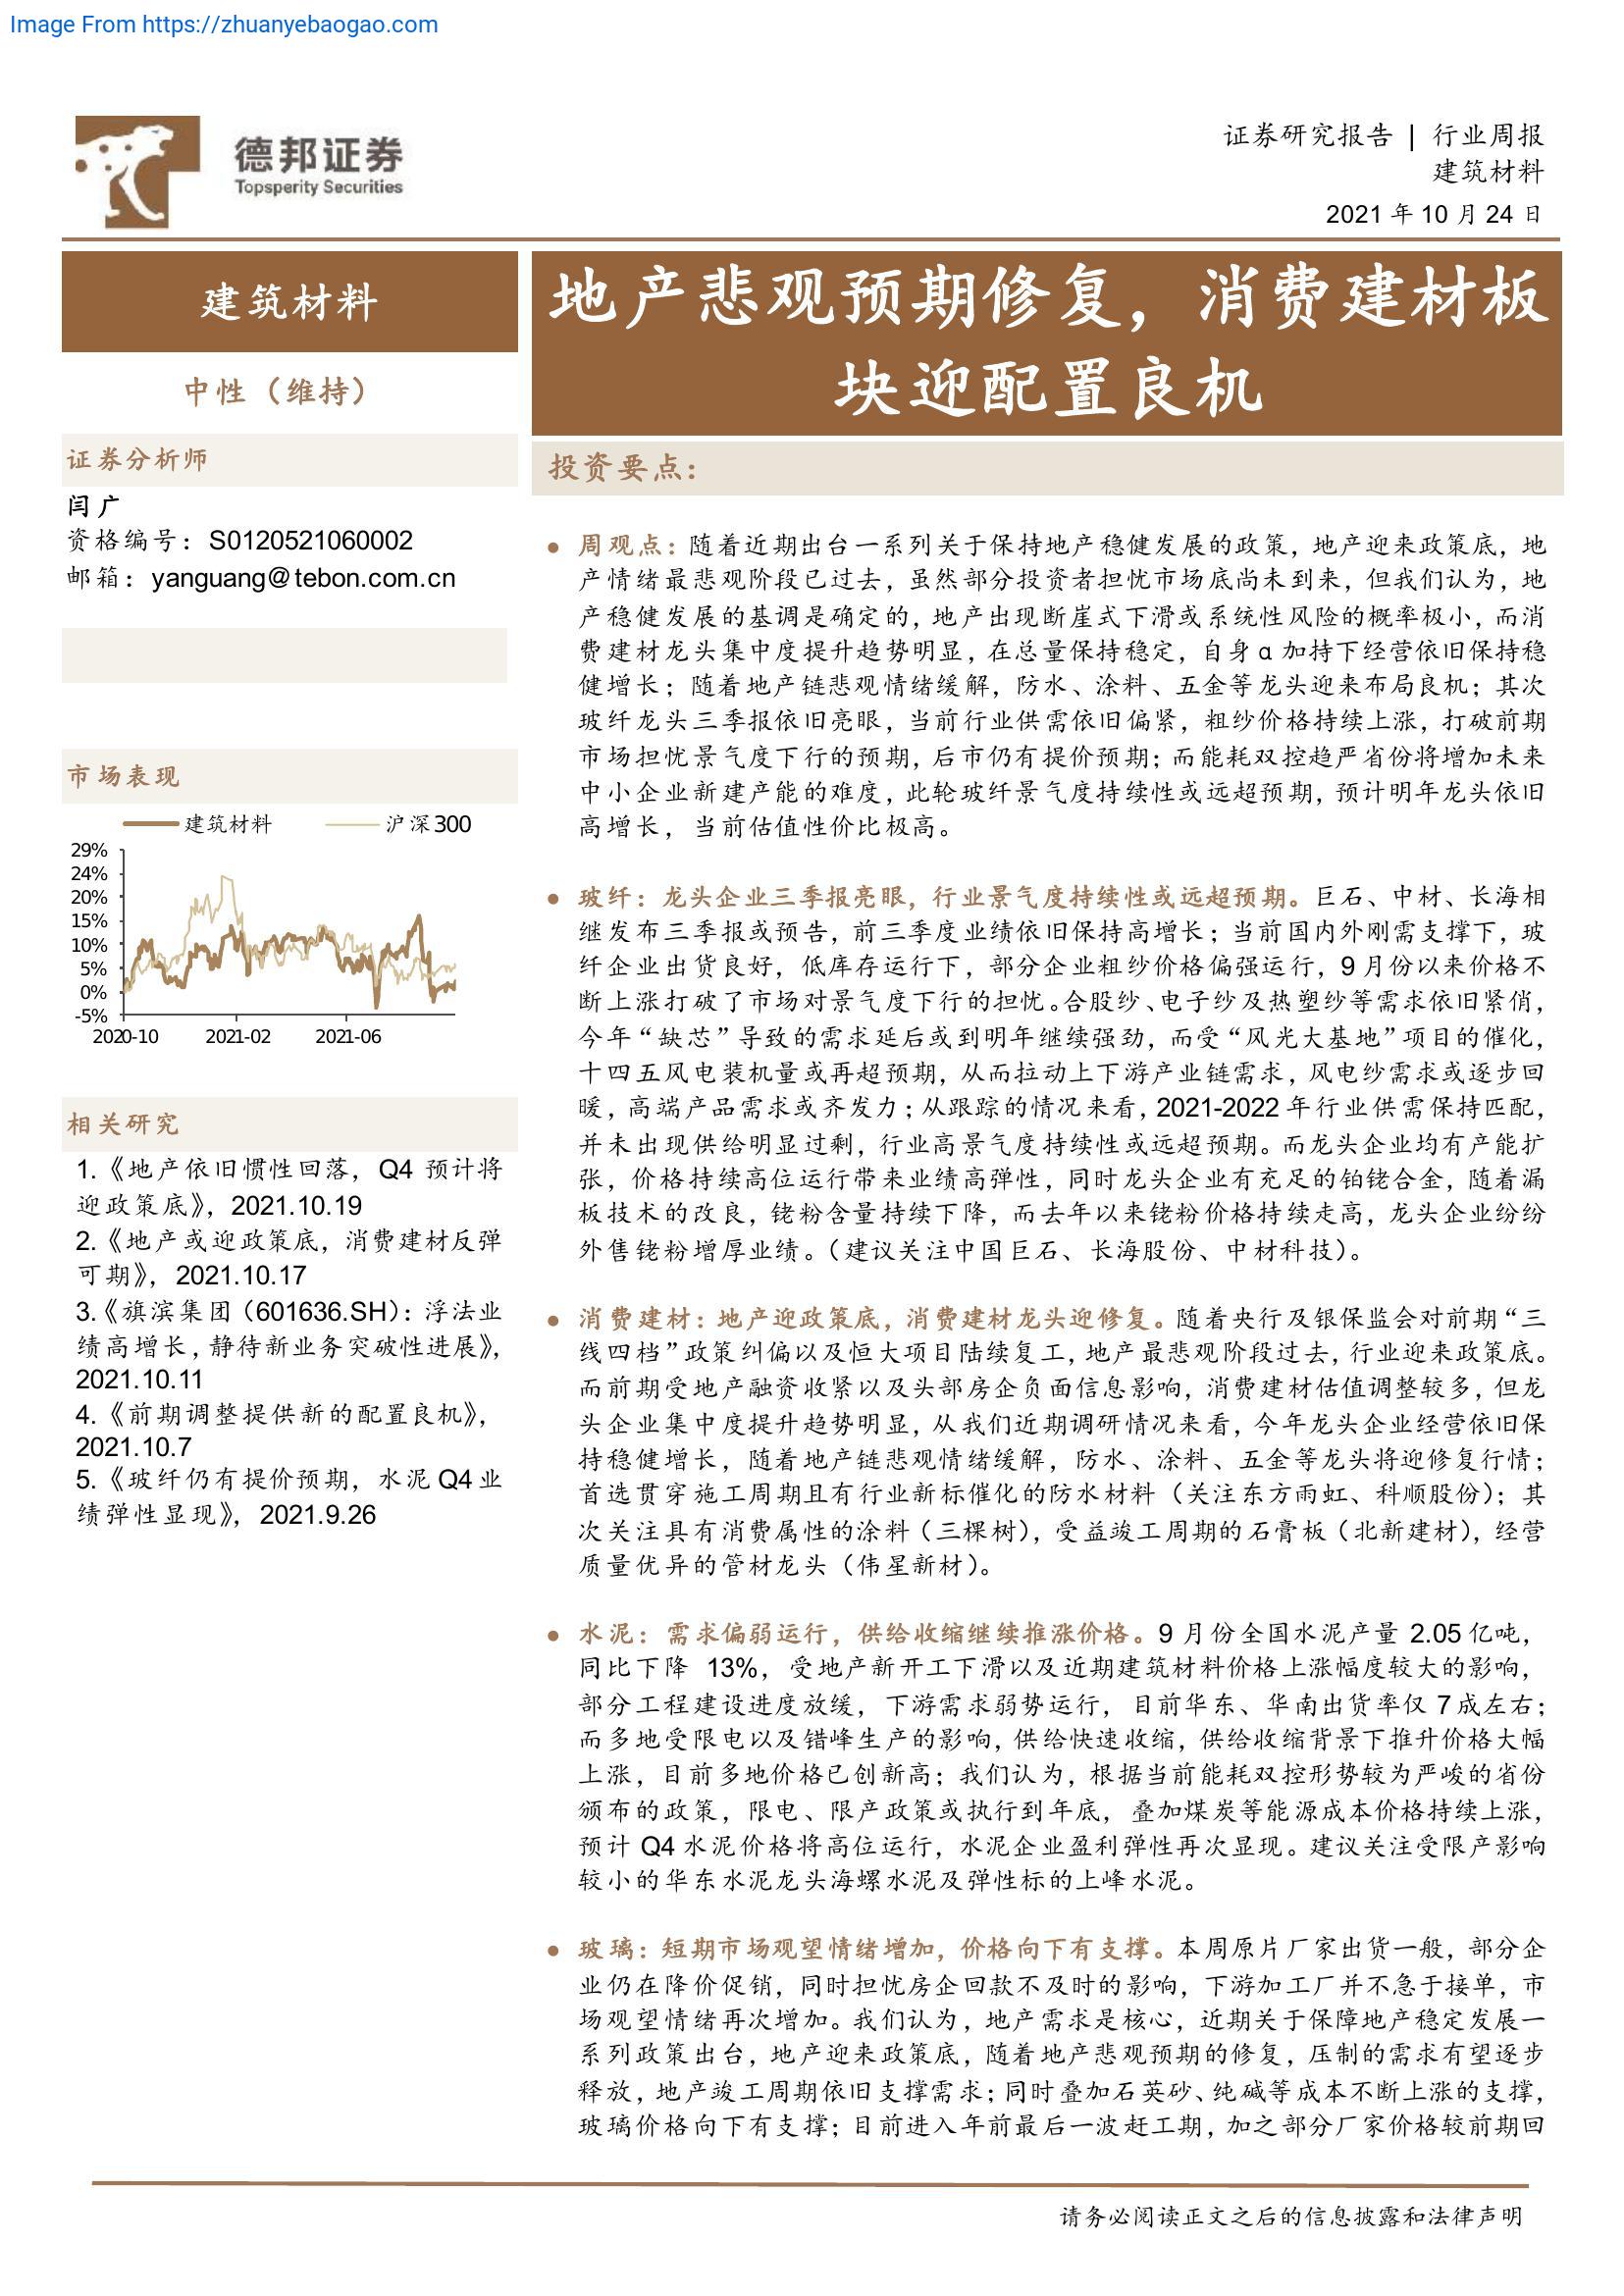 Image From https://zhuanyebaogao.com
德邦证券
Topsperity Securities
证券研究报告 | 行业周报
建筑材料
2021 年 10 月 24 日
建筑材料
中性（维持）
证券分析师
闫广
资格编号：S0120521060002
邮箱：yanguang@tebon.com.cn
市场表现
建筑材料 沪深300
29%
24%
20%
15%
10%
5%
0%
-5%
2020-10 2021-02 2021-06
相关研究
1.《地产依旧惯性回落，Q4 预计将
迎政策底》，2021.10.19
2.《地产或迎政策底，消费建材反弹
可期》，2021.10.17
3.《旗滨集团（601636.SH）：浮法业
绩高增长，静待新业务突破性进展》，
2021.10.11
4.《前期调整提供新的配置良机》，
2021.10.7
5.《玻纤仍有提价预期，水泥 Q4 业
绩弹性显现》，2021.9.26
地产悲观预期修复，消费建材板
块迎配置良机
投资要点：
● 周观点：随着近期出台一系列关于保持地产稳健发展的政策，地产迎来政策底，地
产情绪最悲观阶段已过去，虽然部分投资者担忧市场底尚未到来，但我们认为，地
产稳健发展的基调是确定的，地产出现断崖式下滑或系统性风险的概率极小，而消
费建材龙头集中度提升趋势明显，在总量保持稳定，自身 α 加持下经营依旧保持稳
健增长；随着地产链悲观情绪缓解，防水、涂料、五金等龙头迎来布局良机；其次
玻纤龙头三季报依旧亮眼，当前行业供需依旧偏紧，粗纱价格持续上涨，打破前期
市场担忧景气度下行的预期，后市仍有提价预期；而能耗双控趋严省份将增加未来
中小企业新建产能的难度，此轮玻纤景气度持续性或远超预期，预计明年龙头依旧
高增长，当前估值性价比极高。
● 玻纤：龙头企业三季报亮眼，行业景气度持续性或远超预期。巨石、中材、长海相
继发布三季报或预告，前三季度业绩依旧保持高增长；当前国内外刚需支撑下，玻
纤企业出货良好，低库存运行下，部分企业粗纱价格偏强运行，9 月份以来价格不
断上涨打破了市场对景气度下行的担忧。合股纱、电子纱及热塑纱等需求依旧紧俏，
今年“缺芯”导致的需求延后或到明年继续强劲，而受“风光大基地”项目的催化，
十四五风电装机量或再超预期，从而拉动上下游产业链需求，风电纱需求或逐步回
暖，高端产品需求或齐发力；从跟踪的情况来看，2021-2022 年行业供需保持匹配，
并未出现供给明显过剩，行业高景气度持续性或远超预期。而龙头企业均有产能扩
张，价格持续高位运行带来业绩高弹性，同时龙头企业有充足的铂铑合金，随着漏
板技术的改良，铑粉含量持续下降，而去年以来铑粉价格持续走高，龙头企业纷纷
外售铑粉增厚业绩。（建议关注中国巨石、长海股份、中材科技）。
● 消费建材：地产迎政策底，消费建材龙头迎修复。随着央行及银保监会对前期“三
线四档”政策纠偏以及恒大项目陆续复工，地产最悲观阶段过去，行业迎来政策底。
而前期受地产融资收紧以及头部房企负面信息影响，消费建材估值调整较多，但龙
头企业集中度提升趋势明显，从我们近期调研情况来看，今年龙头企业经营依旧保
持稳健增长，随着地产链悲观情绪缓解，防水、涂料、五金等龙头将迎修复行情；
首选贯穿施工周期且有行业新标催化的防水材料（关注东方雨虹、科顺股份）；其
次关注具有消费属性的涂料（三棵树），受益竣工周期的石膏板（北新建材），经营
质量优异的管材龙头（伟星新材）。
● 水泥：需求偏弱运行，供给收缩继续推涨价格。9 月份全国水泥产量 2.05 亿吨，
同比下降 13%，受地产新开工下滑以及近期建筑材料价格上涨幅度较大的影响，
部分工程建设进度放缓，下游需求弱势运行，目前华东、华南出货率仅 7 成左右；
而多地受限电以及错峰生产的影响，供给快速收缩，供给收缩背景下推升价格大幅
上涨，目前多地价格已创新高；我们认为，根据当前能耗双控形势较为严峻的省份
颁布的政策，限电、限产政策或执行到年底，叠加煤炭等能源成本价格持续上涨，
预计 Q4 水泥价格将高位运行，水泥企业盈利弹性再次显现。建议关注受限产影响
较小的华东水泥龙头海螺水泥及弹性标的上峰水泥。
● 玻璃：短期市场观望情绪增加，价格向下有支撑。本周原片厂家出货一般，部分企
业仍在降价促销，同时担忧房企回款不及时的影响，下游加工厂并不急于接单，市
场观望情绪再次增加。我们认为，地产需求是核心，近期关于保障地产稳定发展一
系列政策出台，地产迎来政策底，随着地产悲观预期的修复，压制的需求有望逐步
释放，地产竣工周期依旧支撑需求；同时叠加石英砂、纯碱等成本不断上涨的支撑，
玻璃价格向下有支撑；目前进入年前最后一波赶工期，加之部分厂家价格较前期回
请务必阅读正文之后的信息披露和法律声明